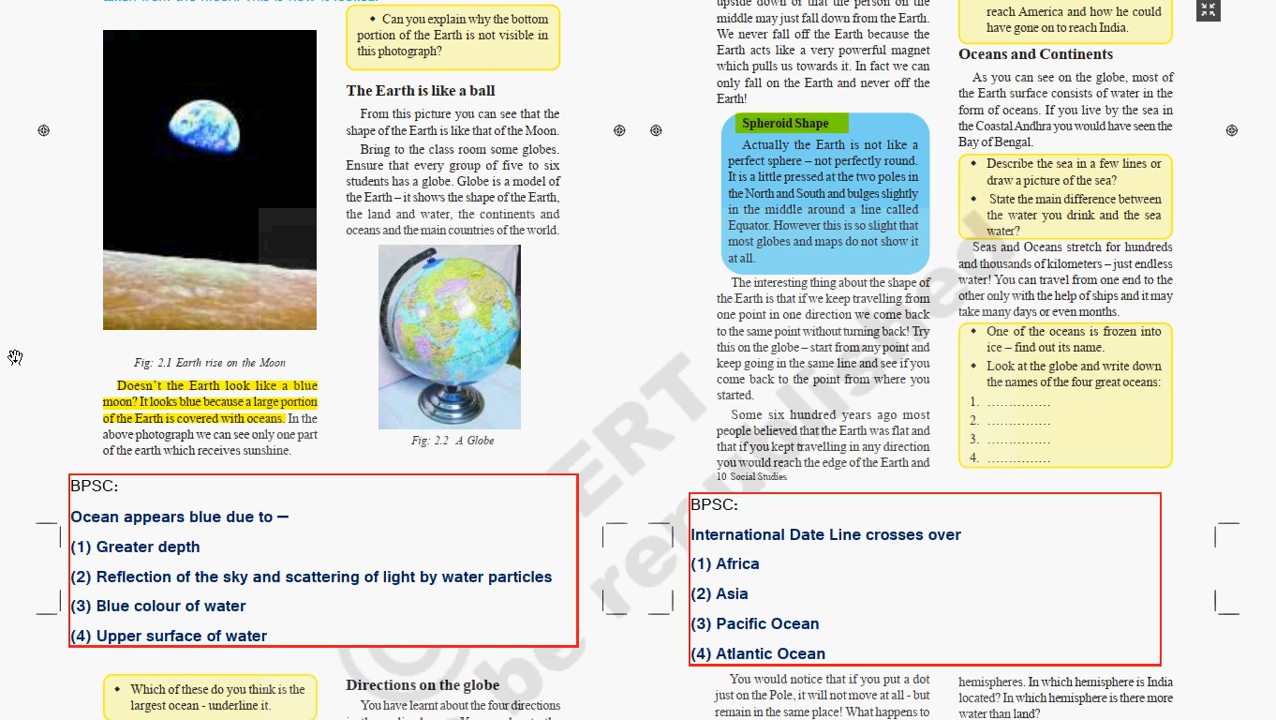 Can you explain why the bottom
portion of the Earth is not visible in
this photograph?
The Earth is like a ball
From this picture you can see that the
shape of the Earth is like that of the Moon.
Bring to the class room some globes.
Ensure that every group of five to six
students has a globe. Globe is a model of
the Earth – it shows the shape of the Earth,
the land and water, the continents and
oceans and the main countries of the world.
Fig: 2.1 Earth rise on the Moon
Doesn't the Earth look like a blue
moon? It looks blue because a large portion
of the Earth is covered with oceans. In the
above photograph we can see only one part
of the earth which receives sunshine.
Fig: 2.2 A Globe
BPSC:
Ocean appears blue due to —
(1) Greater depth
(2) Reflection of the sky and scattering of light by water particles
(3) Blue colour of water
(4) Upper surface of water
Which of these do you think is the
largest ocean - underline it.
Directions on the globe
You have learnt about the four directions
upside down or that the person on the
middle may just fall down from the Earth.
We never fall off the Earth because the
Earth acts like a very powerful magnet
which pulls us towards it. In fact we can
only fall on the Earth and never off the
Earth!
Spheroid Shape
Actually the Earth is not like a
perfect sphere – not perfectly round.
It is a little pressed at the two poles in
the North and South and bulges slightly
in the middle around a line called
Equator. However this is so slight that
most globes and maps do not show it
at all.
The interesting thing about the shape of
the Earth is that if we keep travelling from
one point in one direction we come back
to the same point without turning back! Try
this on the globe – start from any point and
keep going in the same line and see if you
come back to the point from where you
started.
Some six hundred years ago most
people believed that the Earth was flat and
that if you kept travelling in any direction
you would reach the edge of the Earth and
10 Social Studies
reach America and how he could
have gone on to reach India.
Oceans and Continents
As you can see on the globe, most of
the Earth surface consists of water in the
form of oceans. If you live by the sea in
the Coastal Andhra you would have seen the
Bay of Bengal.
Describe the sea in a few lines or
draw a picture of the sea?
State the main difference between
the water you drink and the sea
water?
Seas and Oceans stretch for hundreds
and thousands of kilometers – just endless
water! You can travel from one end to the
other only with the help of ships and it may
take many days or even months.
One of the oceans is frozen into
ice – find out its name.
Look at the globe and write down
the names of the four great oceans:
1. ...............
2. ...............
3. ...............
4. ...............
BPSC:
International Date Line crosses over
(1) Africa
(2) Asia
(3) Pacific Ocean
(4) Atlantic Ocean
You would notice that if you put a dot
just on the Pole, it will not move at all - but
remain in the same place! What happens to
hemispheres. In which hemisphere is India
located? In which hemisphere is there more
water than land?